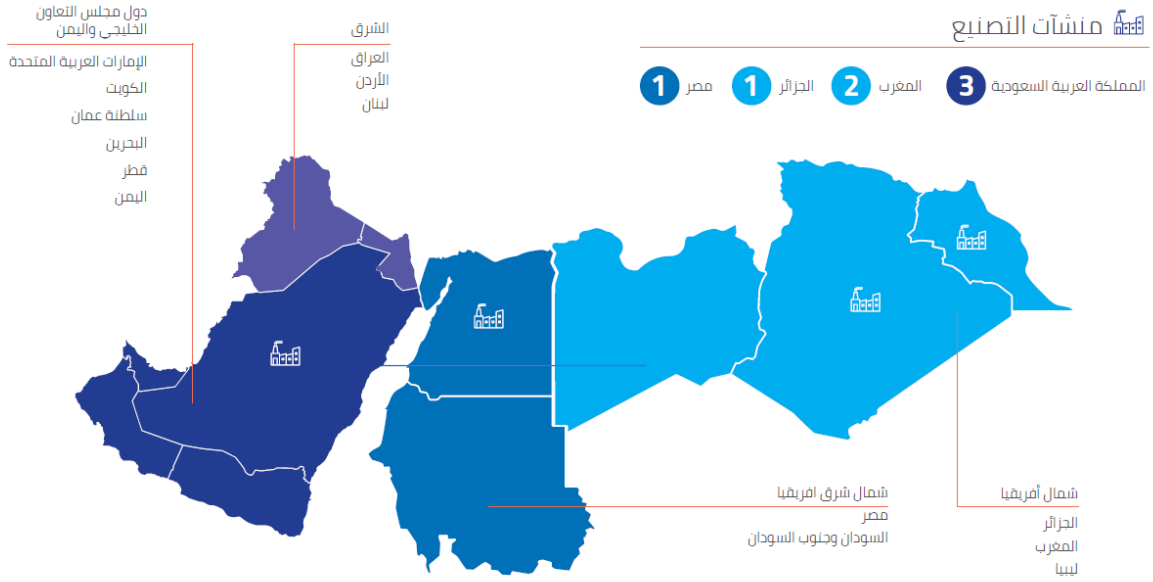 منشآت التصنيع
المملكة العربية السعودية 3 المغرب 2 الجزائر 1 مصر 1
الشرق
العراق
الأردن
لبنان
دول مجلس التعاون
الخليجي واليمن
الإمارات العربية المتحدة
الكويت
سلطنة عمان
البحرين
قطر
اليمن
شمال أفريقيا
الجزائر
المغرب
ليبيا
شمال شرق افريقيا
مصر
السودان وجنوب السودان